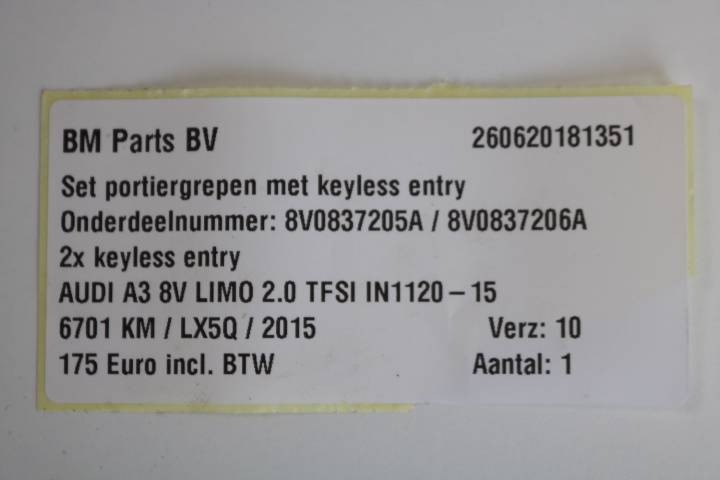 BM Parts BV 260620181351
Set portiergrepen met keyless entry
Onderdeelnummer: 8V0837205A / 8V0837206A
2x keyless entry
AUDI A3 8V LIMO 2.0 TFSI IN1120 – 15
6701 KM / LX5Q / 2015 Verz: 10
175 Euro incl. BTW Aantal: 1